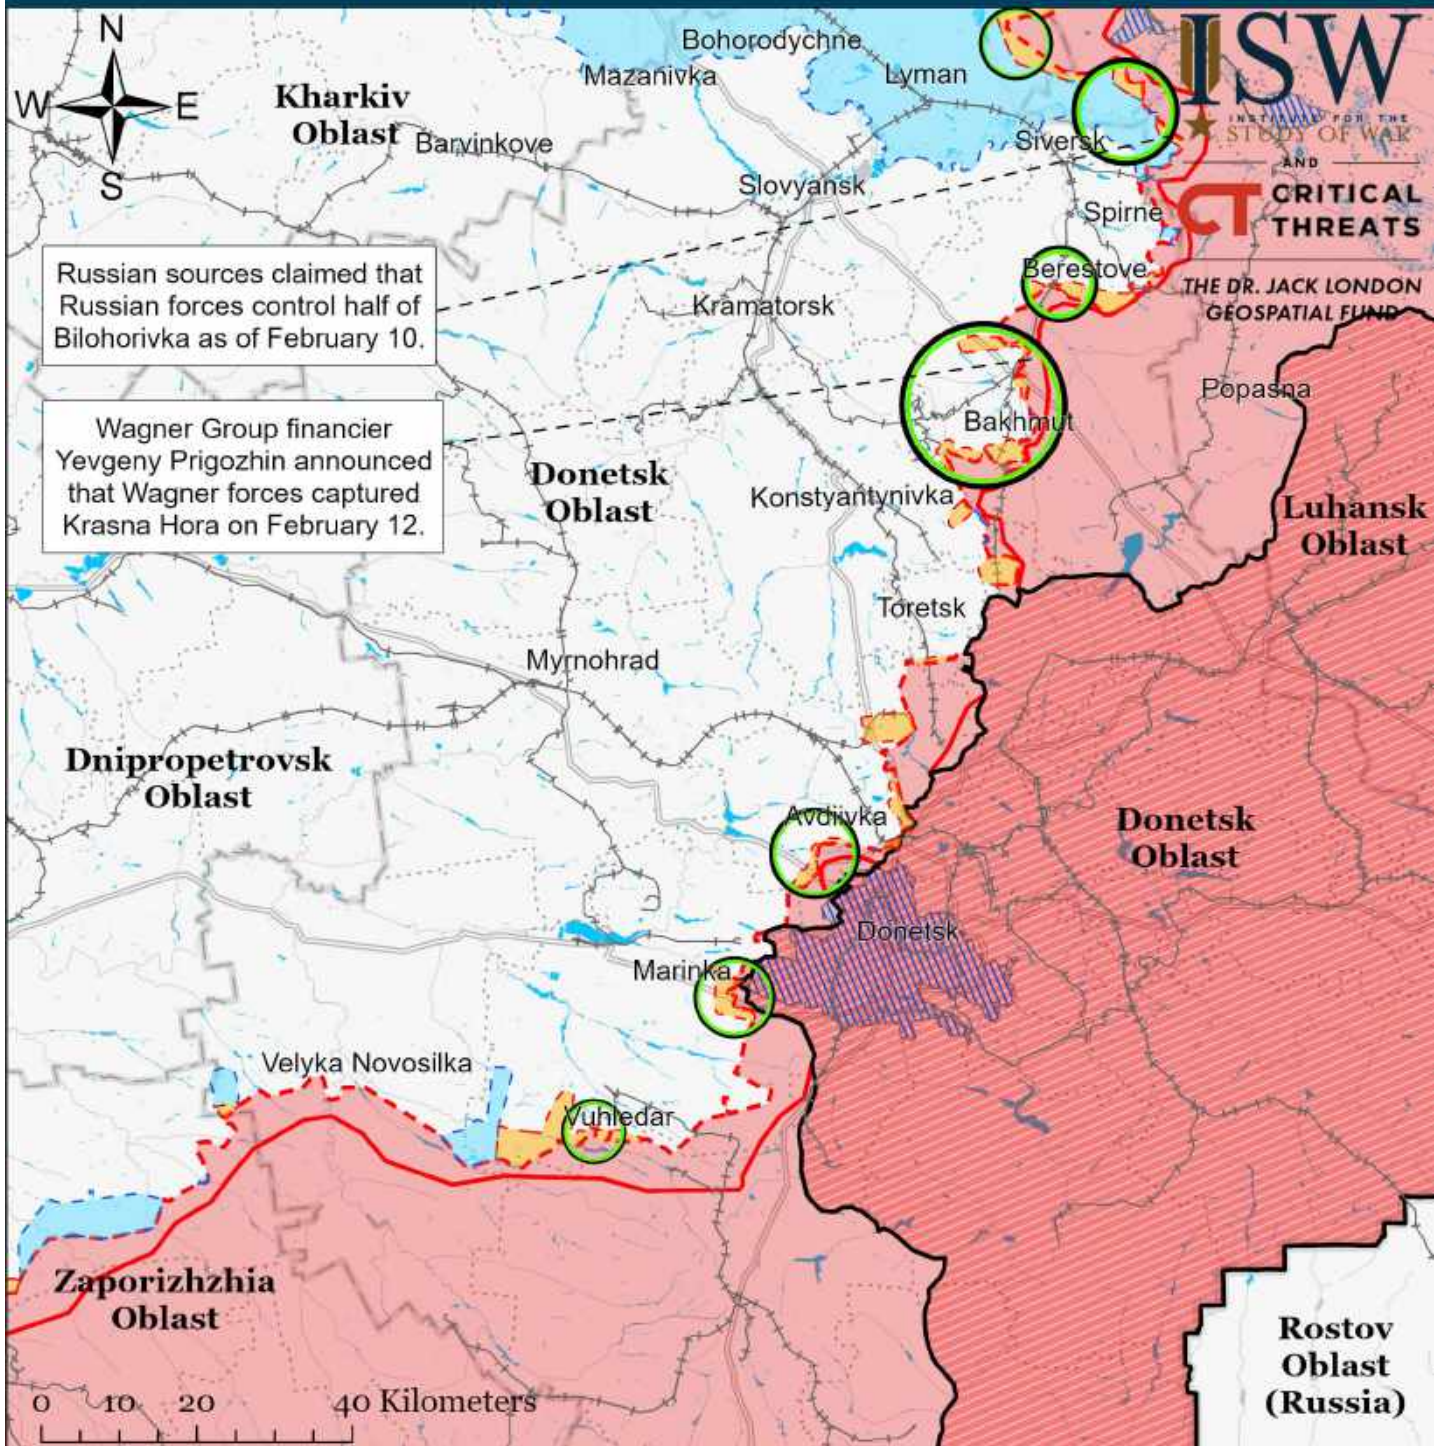 N
W
E
S
Kharkiv
Oblast
Barvinkove
Bohorodychne
Mazanivka
Lyman
Siversk
Slovyansk
Spirne
ISW
INSTITUTE FOR THE
STUDY OF WAR
AND
CT CRITICAL
THREATS
THE DR. JACK LONDON
GEOSPATIAL FUND
Russian sources claimed that
Russian forces control half of
Bilohorivka as of February 10.
Berestove
Kramatorsk
Popasna
Wagner Group financier
Yevgeny Prigozhin announced
that Wagner forces captured
Krasna Hora on February 12.
Bakhmut
Donetsk
Oblast
Konstyantynivka
Luhansk
Oblast
Toretsk
Myrnohrad
Dnipropetrovsk
Oblast
Avdiivka
Donetsk
Oblast
Donetsk
Marinka
Velyka Novosilka
Vuhledar
Zaporizhzhia
Oblast
Rostov
Oblast
(Russia)
0 10 20 40 Kilometers